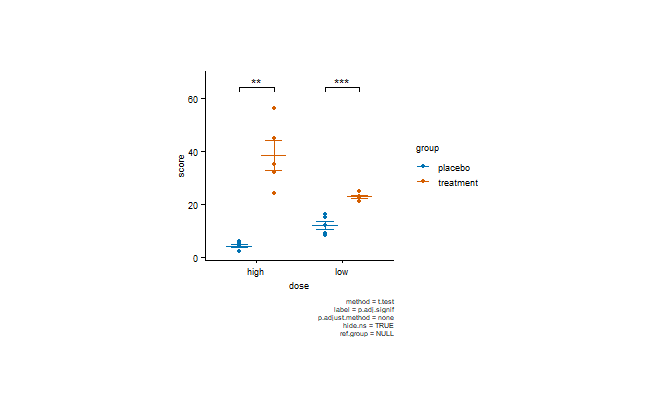 ** ***
60
40
20
0
score
high low
dose
group
placebo
treatment
method = t.test
label = p.adj.signif
p.adjust.method = none
hide.ns = TRUE
ref.group = NULL